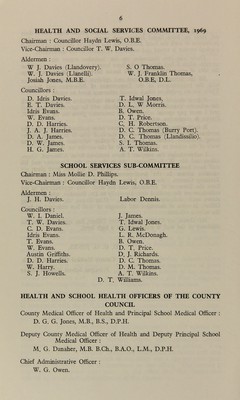 6
HEALTH AND SOCIAL SERVICES COMMITTEE, 1969
Chairman : Councillor Haydn Lewis, O.B.E.
Vice-Chairman : Councillor T. W. Davies.
Aldermen :
W J Davies (Llandovery). S. O Thomas.
W. J Davies (Llanelli). W. J Franklin Thomas,
Josiah Jones, M.B.E. O.B.E, D.L.
Councillors :
D. Idris Davies. T. Idwal Jones
E. T. Davies. D. L. W Morris.
Idris Evans. B. Owen.
W. Evans. D. T. Price.
D. D. Harries. C. H. Robertson.
J. A. J. Harries. D. C. Thomas (Burry Port).
D. A. James. D. C. Thomas (Llandissilio).
D. W. James. S. I. Thomas.
H. G. James. A. T. Wilkins.
SCHOOL SERVICES SUB-COMMITTEE
Chairman : Miss Mollie D. Phillips.
Vice-Chairman : Councillor Haydn Lewis, O.B.E.
Aldermen :
J. H. Davies. Labor Dennis.
Councillors :
W. I. Daniel. J. James.
T. W. Davies. T. Idwal Jones.
C. D. Evans. G. Lewis.
Idris Evans. L. R. McDonagh.
T. Evans. B. Owen.
W. Evans. D. T. Price.
Austin Griffiths. D. J. Richards.
D. D. Harries. D. C. Thomas.
W. Harry. D. M. Thomas.
S. J. Howells. A. T. Wilkins.
D. T. Williams.
HEALTH AND SCHOOL HEALTH OFFICERS OF THE COUNTY
COUNCIL
County Medical Officer of Health and Principal School Medical Officer :
D. G. G. Jones, M.B., B.S., D.P.H.
Deputy County Medical Officer of Health and Deputy Principal School
Medical Officer :
M. G. Danaher, M.B. B.Ch., B.A.O., L.M., D.P.H.
Chief Administrative Officer :
W. G. Owen.